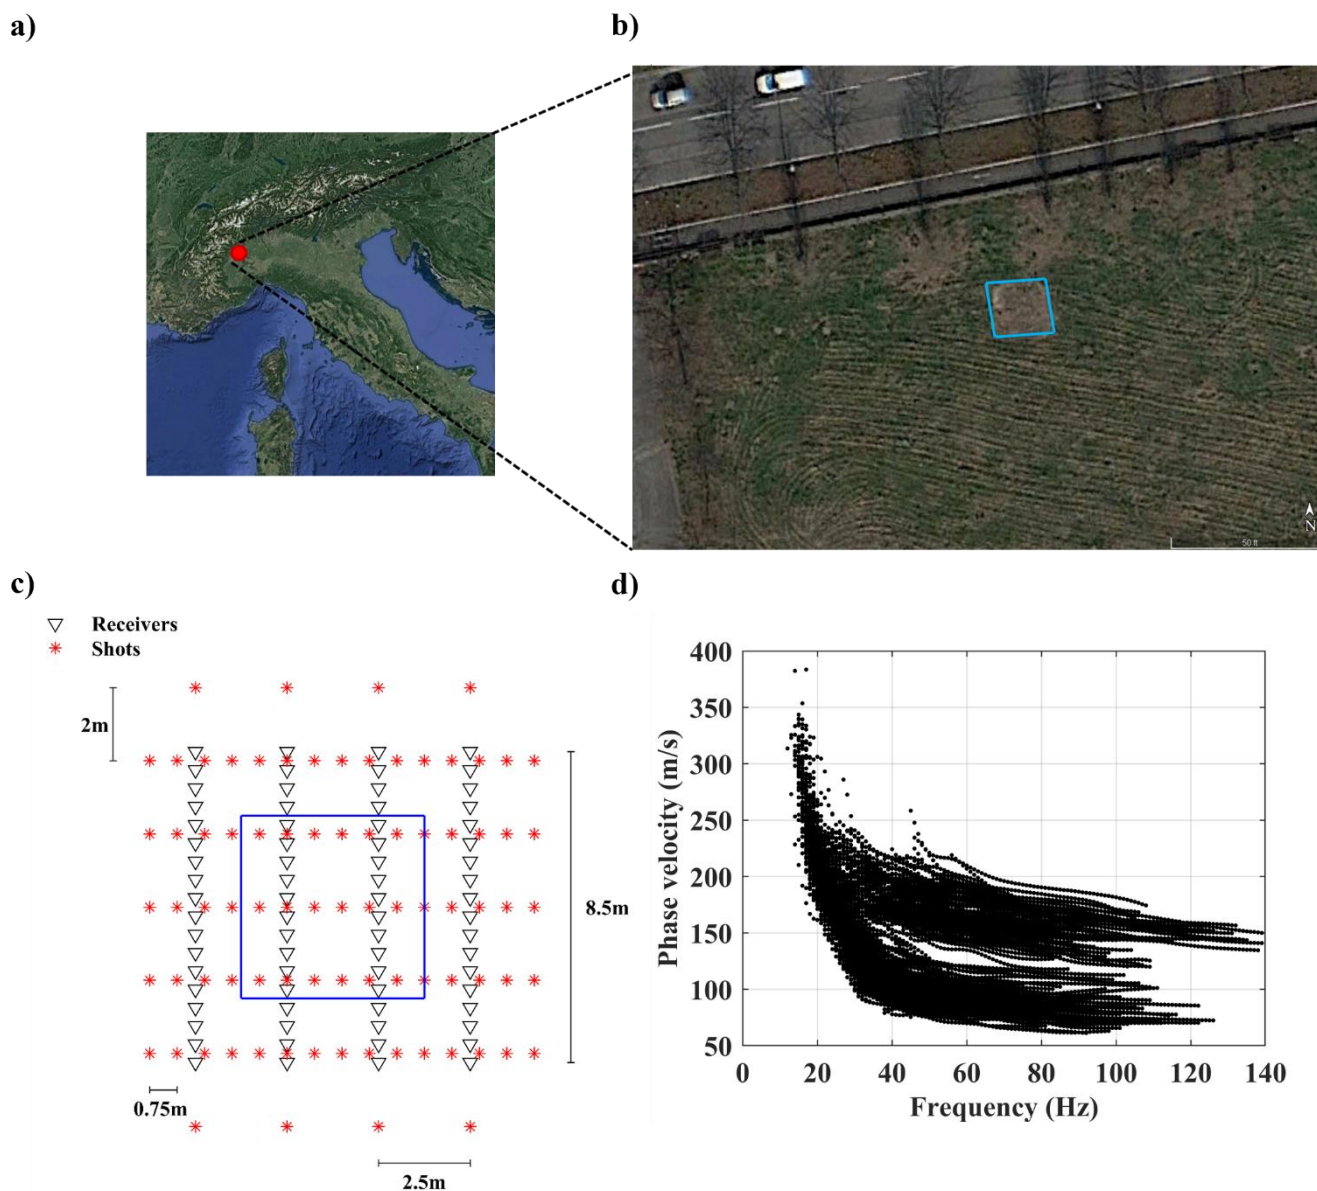 a)
b)
N
50 ft
c)
d)
Receivers
Shots
2m
8.5m
0.75m
2.5m
400
350
300
250
200
150
100
50
0
20
40
60
80
100
120
140
Phase velocity (m/s)
Frequency (Hz)